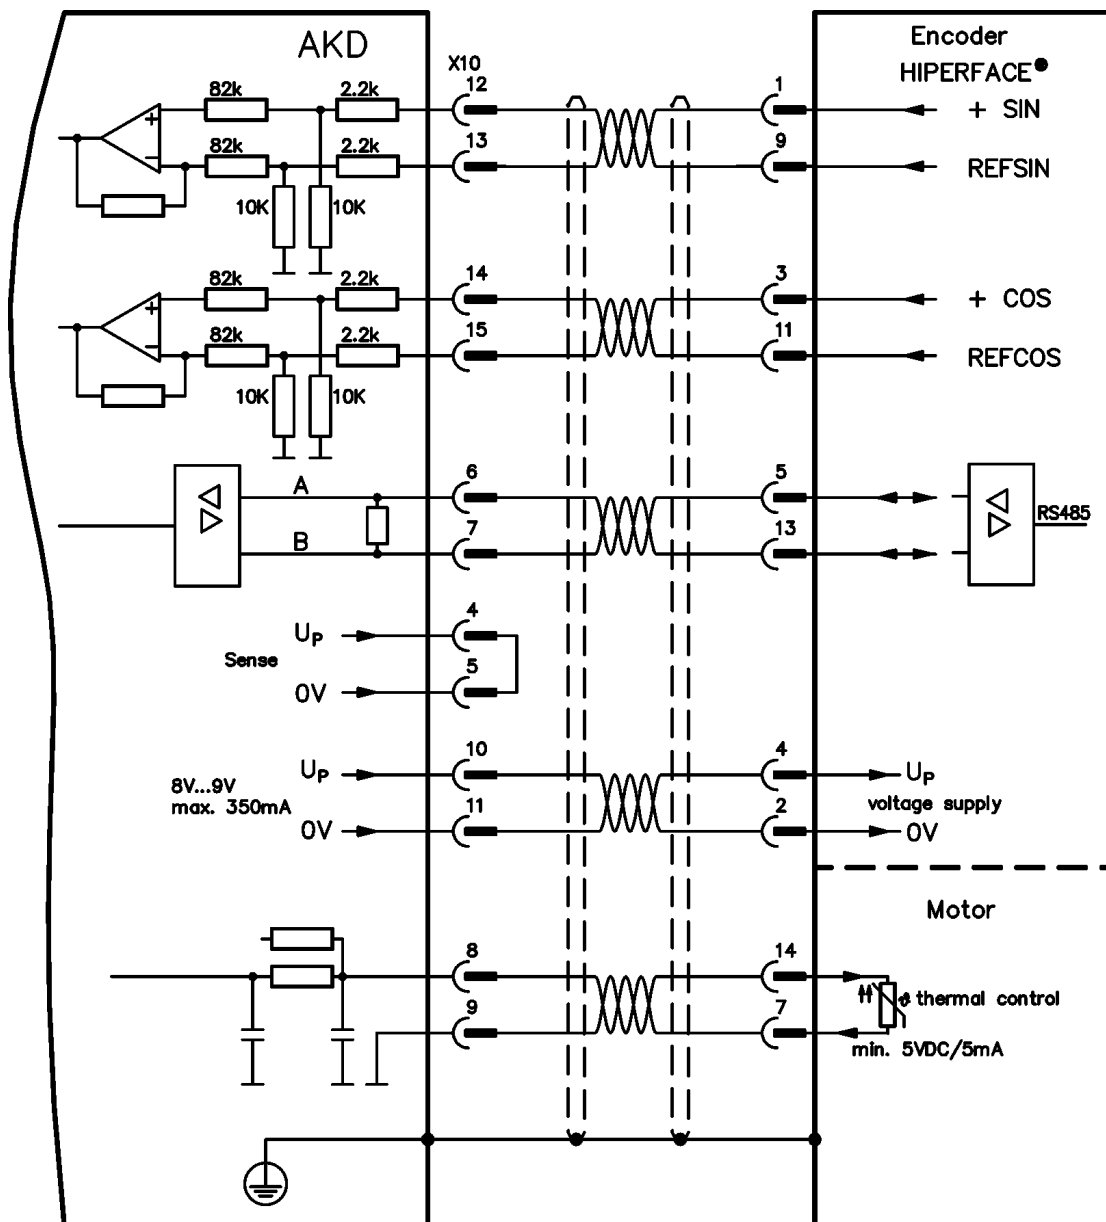 AKD
X10
Encoder
HIPERFACE®
82k
2.2k
12
1
+ SIN
+
−
82k
2.2k
13
9
REFSIN
10K
10K
82k
2.2k
14
3
+ COS
+
−
82k
2.2k
15
11
REFCOS
10K
10K
A
6
5
RS485
B
7
13
UP
4
Sense
0V
5
8V...9V
max. 350mA
UP
10
4
UP
voltage supply
0V
11
2
0V
Motor
8
14
ϑ thermal control
9
7
min. 5VDC/5mA